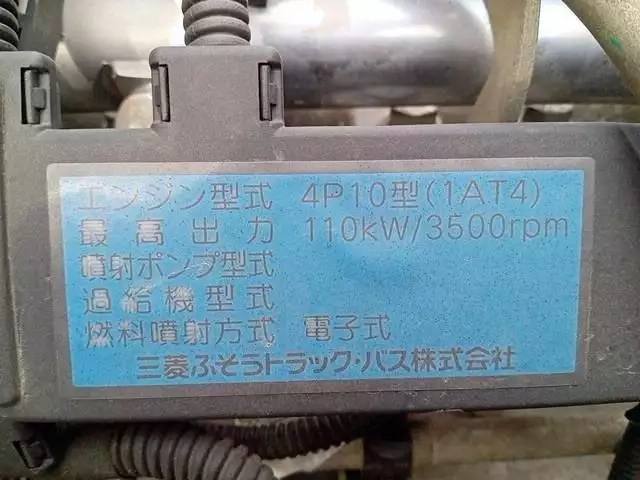 エンジン型式 4P10型(1AT4)
最高出力 110kW/3500rpm
噴射ポンプ型式
過給機型式
燃料噴射方式 電子式
三菱ふそうトラック・バス株式会社